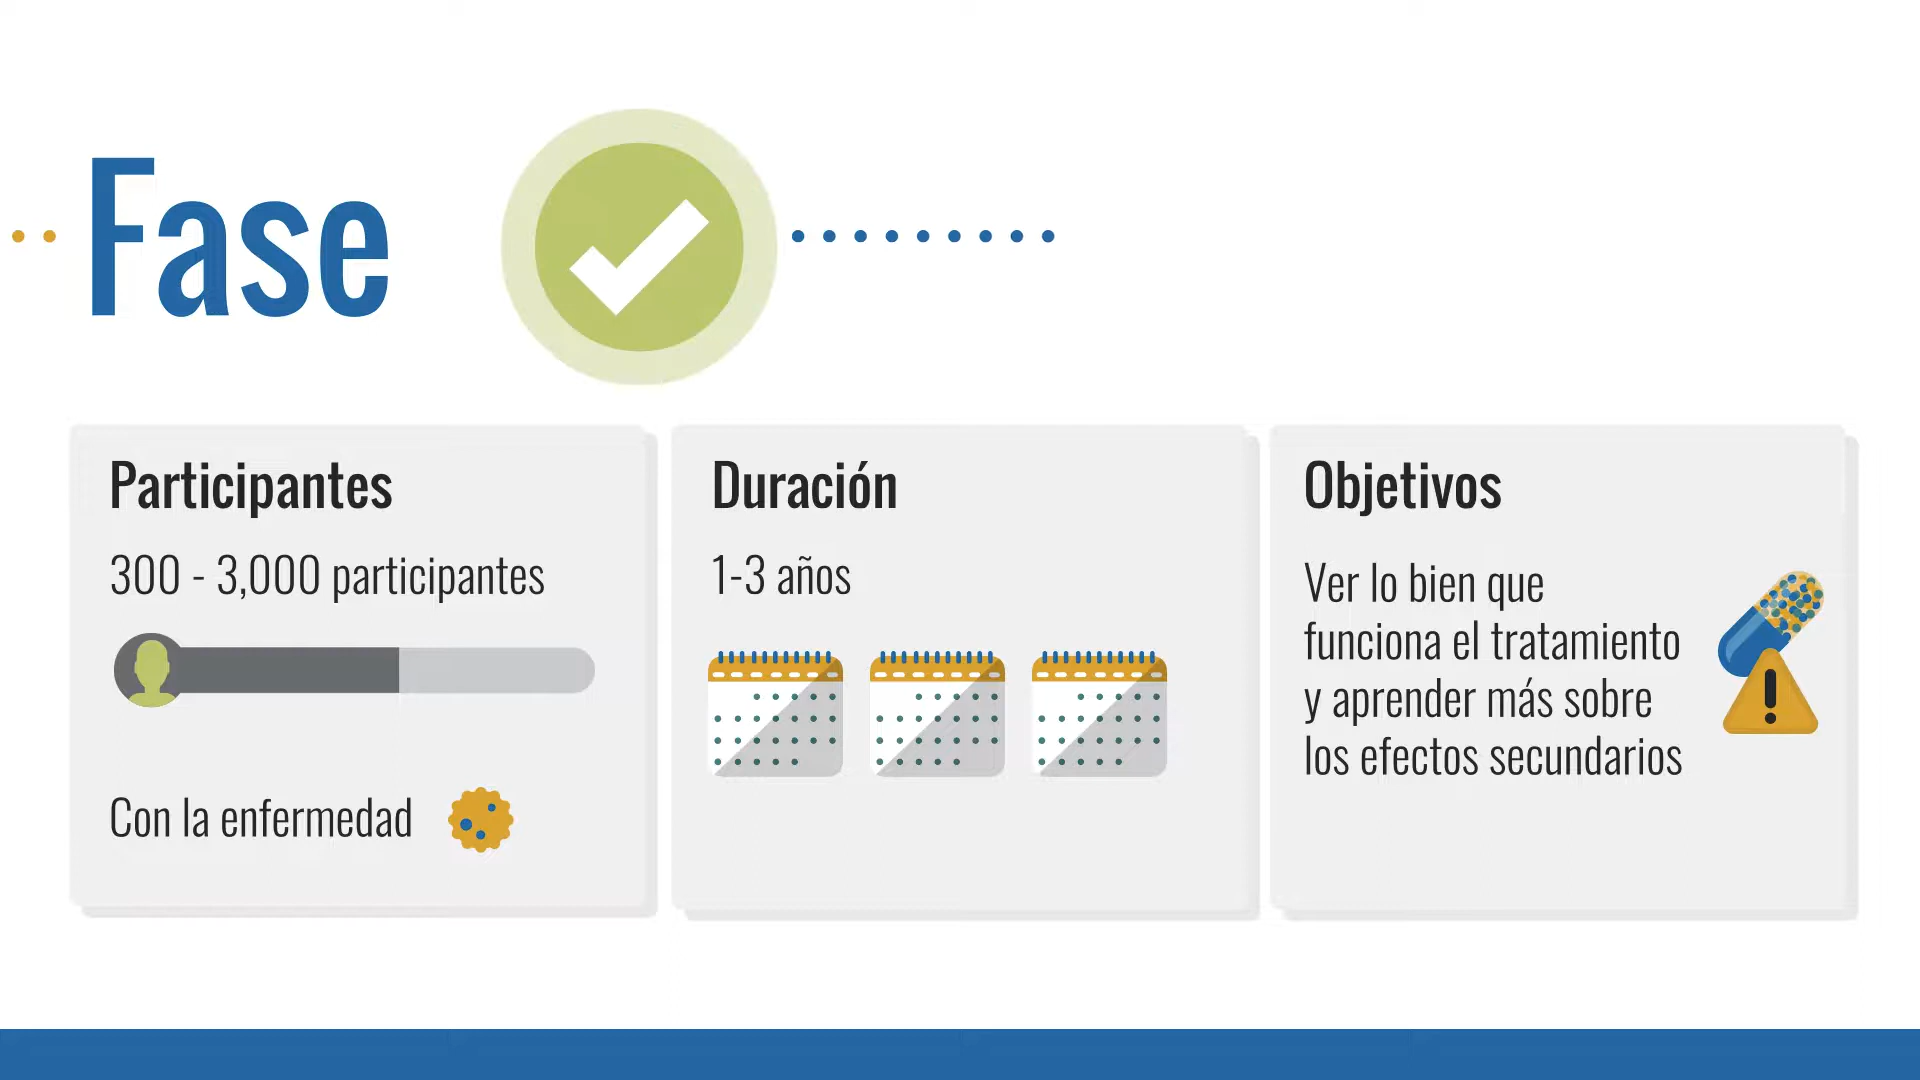 Fase
Participantes
300 - 3,000 participantes
Con la enfermedad
Duración
1-3 años
Objetivos
Ver lo bien que
funciona el tratamiento
y aprender más sobre
los efectos secundarios